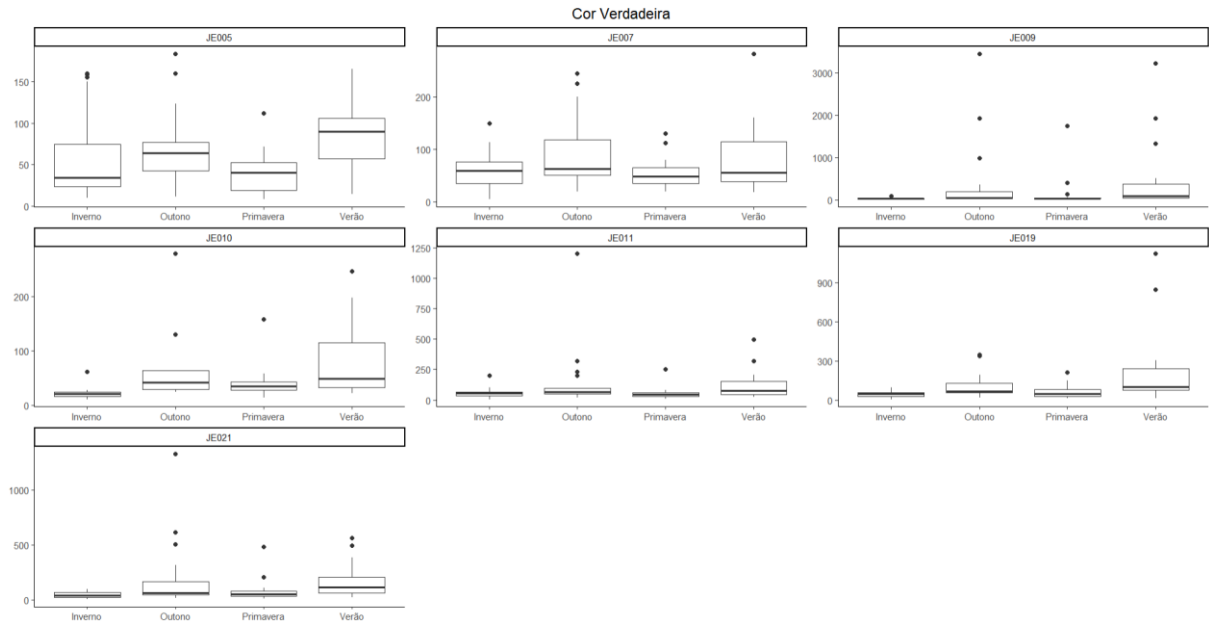 Cor Verdadeira
JE005
150
100
50
0
Inverno Outono Primavera Verão
JE007
200
100
0
Inverno Outono Primavera Verão
JE009
3000
2000
1000
0
Inverno Outono Primavera Verão
JE010
200
100
0
Inverno Outono Primavera Verão
JE011
1250
1000
750
500
250
0
Inverno Outono Primavera Verão
JE019
900
600
300
0
Inverno Outono Primavera Verão
JE021
1000
500
0
Inverno Outono Primavera Verão